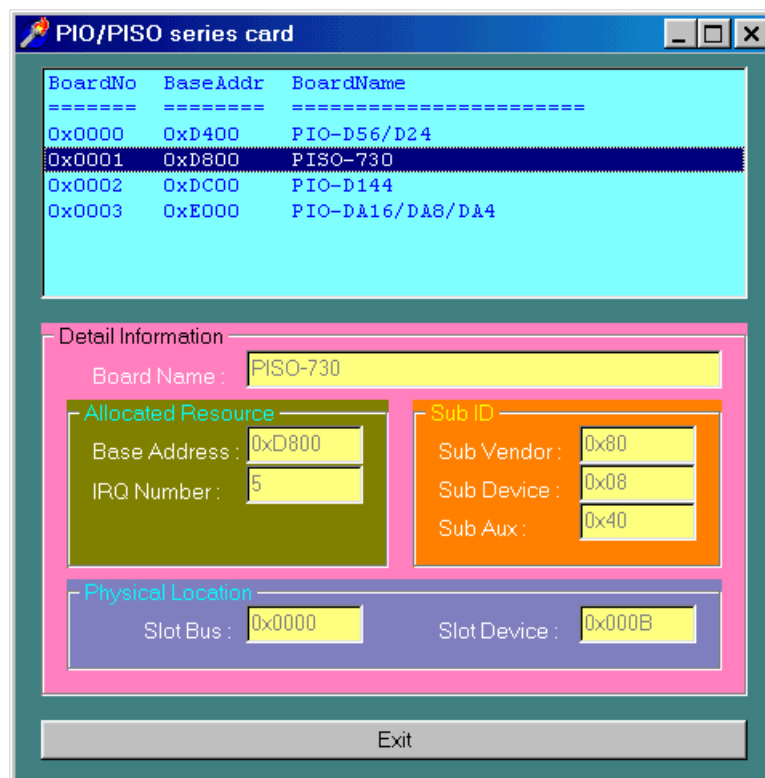 PIO/PISO series card
BoardNo BaseAddr BoardName
======= ======== =======================
0x0000 0xD400 PIO-D56/D24
0x0001 0xD800 PISO-730
0x0002 0xDC00 PIO-D144
0x0003 0xE000 PIO-DA16/DA8/DA4
Detail Information
Board Name : PISO-730
Allocated Resource
Base Address : 0xD800
IRQ Number : 5
Sub ID
Sub Vendor : 0x80
Sub Device : 0x08
Sub Aux : 0x40
Physical Location
Slot Bus : 0x0000 Slot Device : 0x000B
Exit